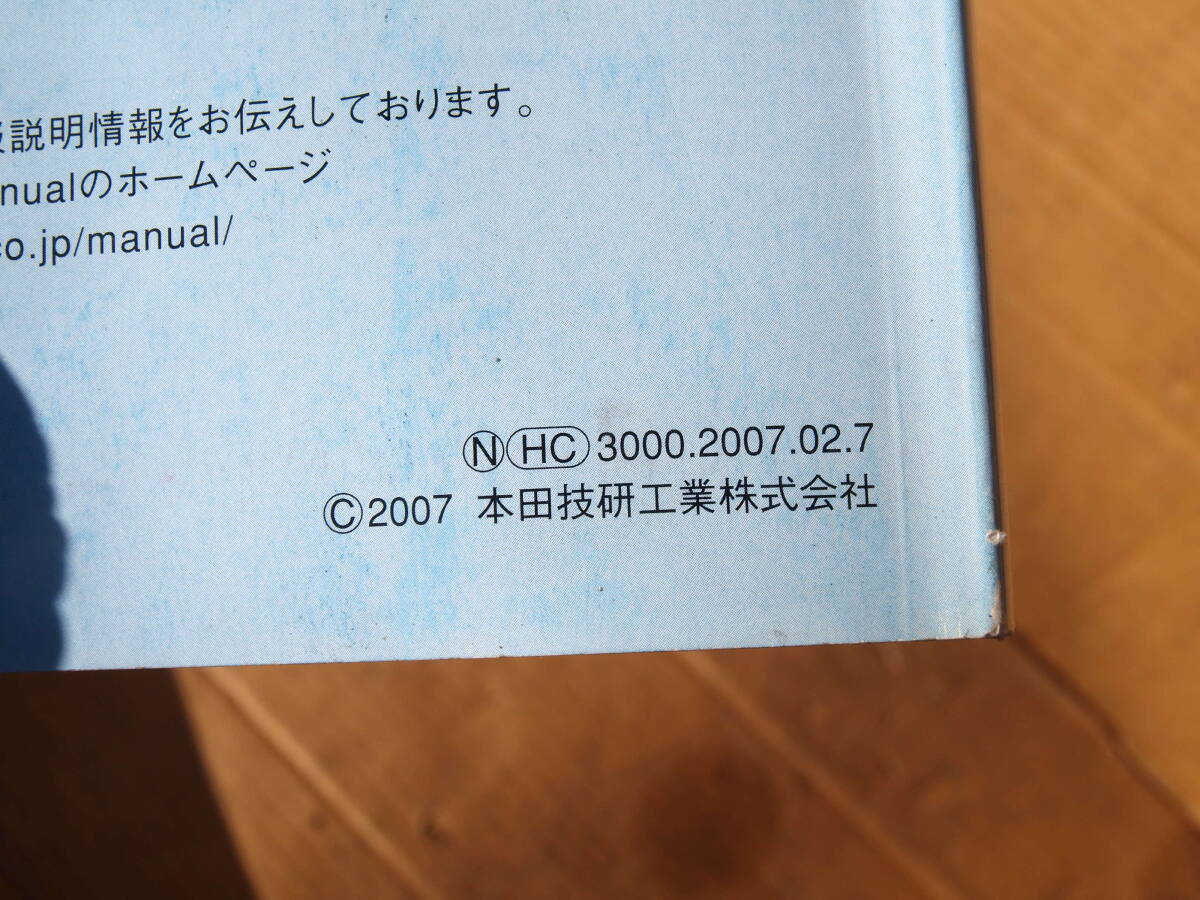 説明情報をお伝えしております。
nualのホームページ
co.jp/manual/
Ⓝ HC 3000.2007.02.7
©2007 本田技研工業株式会社